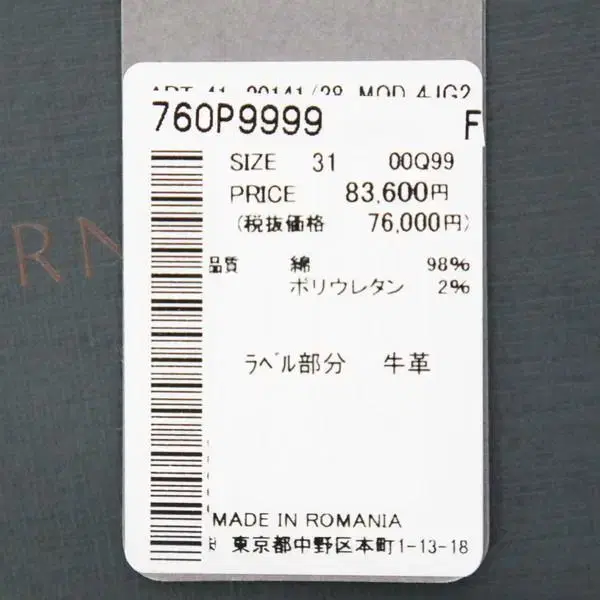 760P9999 F
SIZE 31 00Q99
PRICE 83,600円
(税抜価格 76,000円)
品質 綿 98%
ポリウレタン 2%
ラベル部分 牛革
MADE IN ROMANIA
東京都中野区本町1-13-18